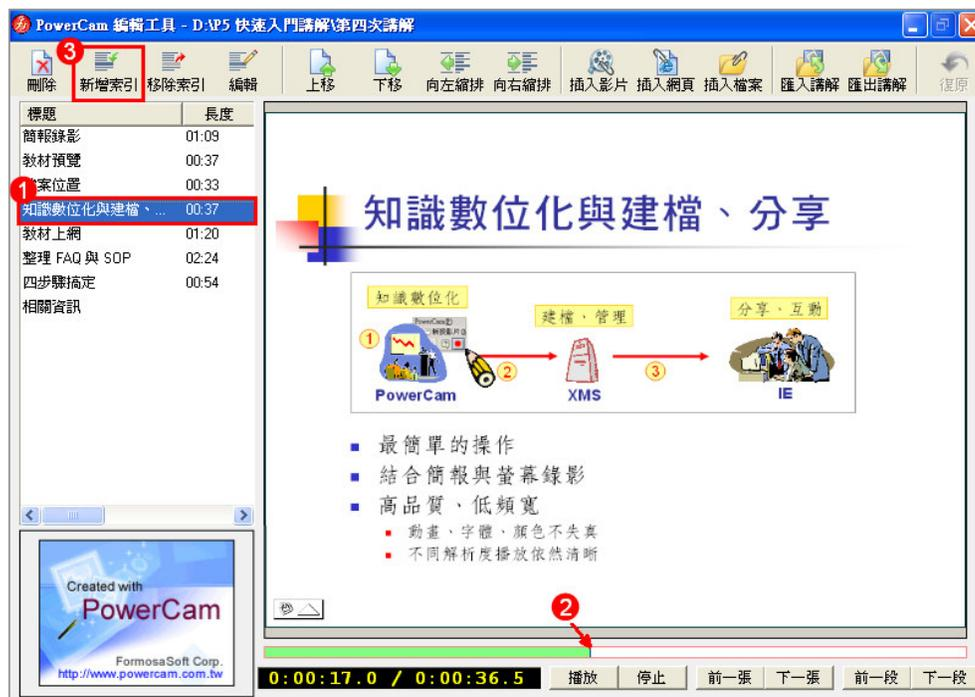 PowerCam 編輯工具 - D:\P5 快速入門講解\第四次講解
3
刪除 新增索引 移除索引 編輯 上移 下移 向左縮排 向右縮排 插入影片 插入網頁 插入檔案 匯入講解 匯出講解 復原
標題 長度
簡報錄影 01:09
教材預覽 00:37
案位置 00:33
1
知識數位化與建檔、... 00:37
教材上網 01:20
整理 FAQ 與 SOP 02:24
四步驟搞定 00:54
相關資訊
知識數位化與建檔、分享
知識數位化
建檔、管理
分享、互動
1
2
3
PowerCam
XMS
IE
最簡單的操作
結合簡報與螢幕錄影
高品質、低頻寬
動畫、字體、顏色不失真
不同解析度播放依然清晰
Created with
PowerCam
FormosaSoft Corp.
http://www.powercam.com.tw
2
0:00:17.0 / 0:00:36.5 播放 停止 前一張 下一張 前一段 下一段